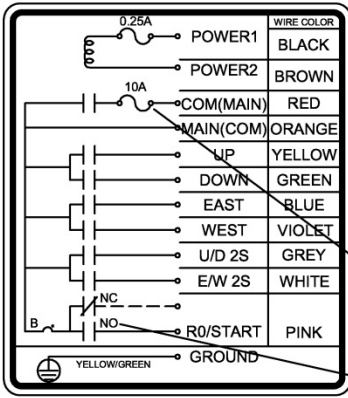 WIRE COLOR
0.25A POWER1 BLACK
POWER2 BROWN
10A COM(MAIN) RED
MAIN(COM) ORANGE
UP YELLOW
DOWN GREEN
EAST BLUE
WEST VIOLET
U/D 2S GREY
E/W 2S WHITE
NC
B NO R0/START PINK
YELLOW/GREEN GROUND